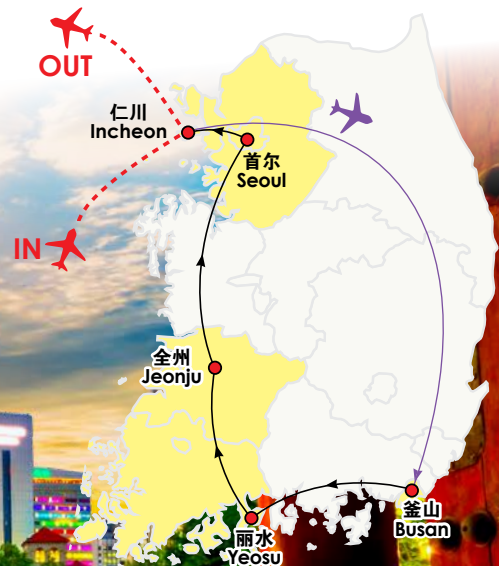 OUT
仁川
Incheon
首尔
Seoul
IN
全州
Jeonju
釜山
Busan
丽水
Yeosu